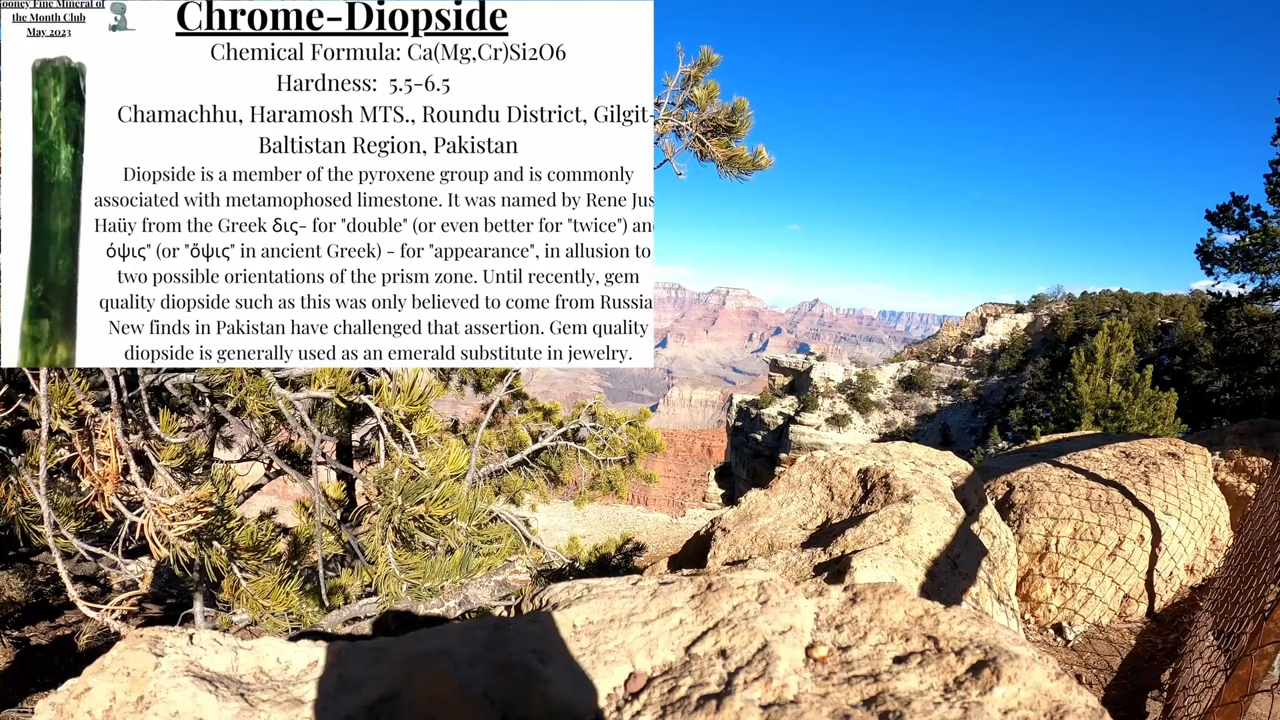 ooney Fine Mineral of
the Month Club
May 2023
Chrome-Diopside
Chemical Formula: Ca(Mg,Cr)Si2O6
Hardness: 5.5-6.5
Chamachhu, Haramosh MTS., Roundu District, Gilgit-
Baltistan Region, Pakistan
Diopside is a member of the pyroxene group and is commonly
associated with metamophosed limestone. It was named by Rene Jus
Haüy from the Greek δις- for "double" (or even better for "twice") and
όψις" (or "ὄψις" in ancient Greek) - for "appearance", in allusion to
two possible orientations of the prism zone. Until recently, gem
quality diopside such as this was only believed to come from Russia
New finds in Pakistan have challenged that assertion. Gem quality
diopside is generally used as an emerald substitute in jewelry.